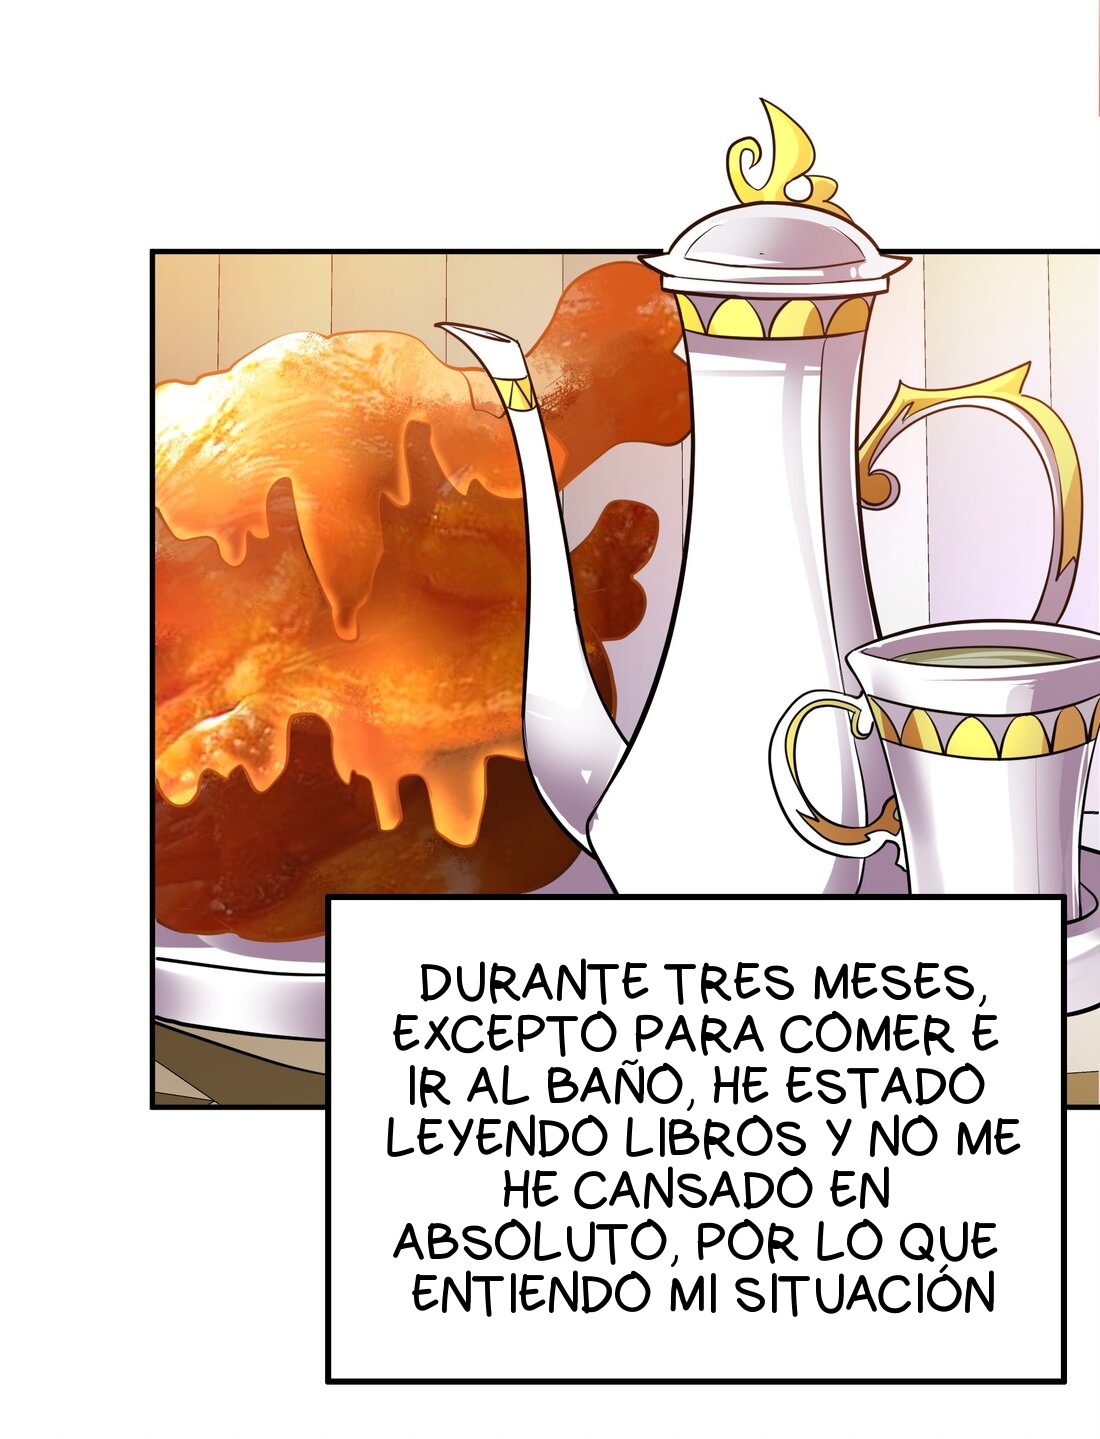 DURANTE TRES MESES,
EXCEPTO PARA COMER E
IR AL BAÑO, HE ESTADO
LEYENDO LIBROS Y NO ME
HE CANSADO EN
ABSOLUTO, POR LO QUE
ENTIENDO MI SITUACIÓN